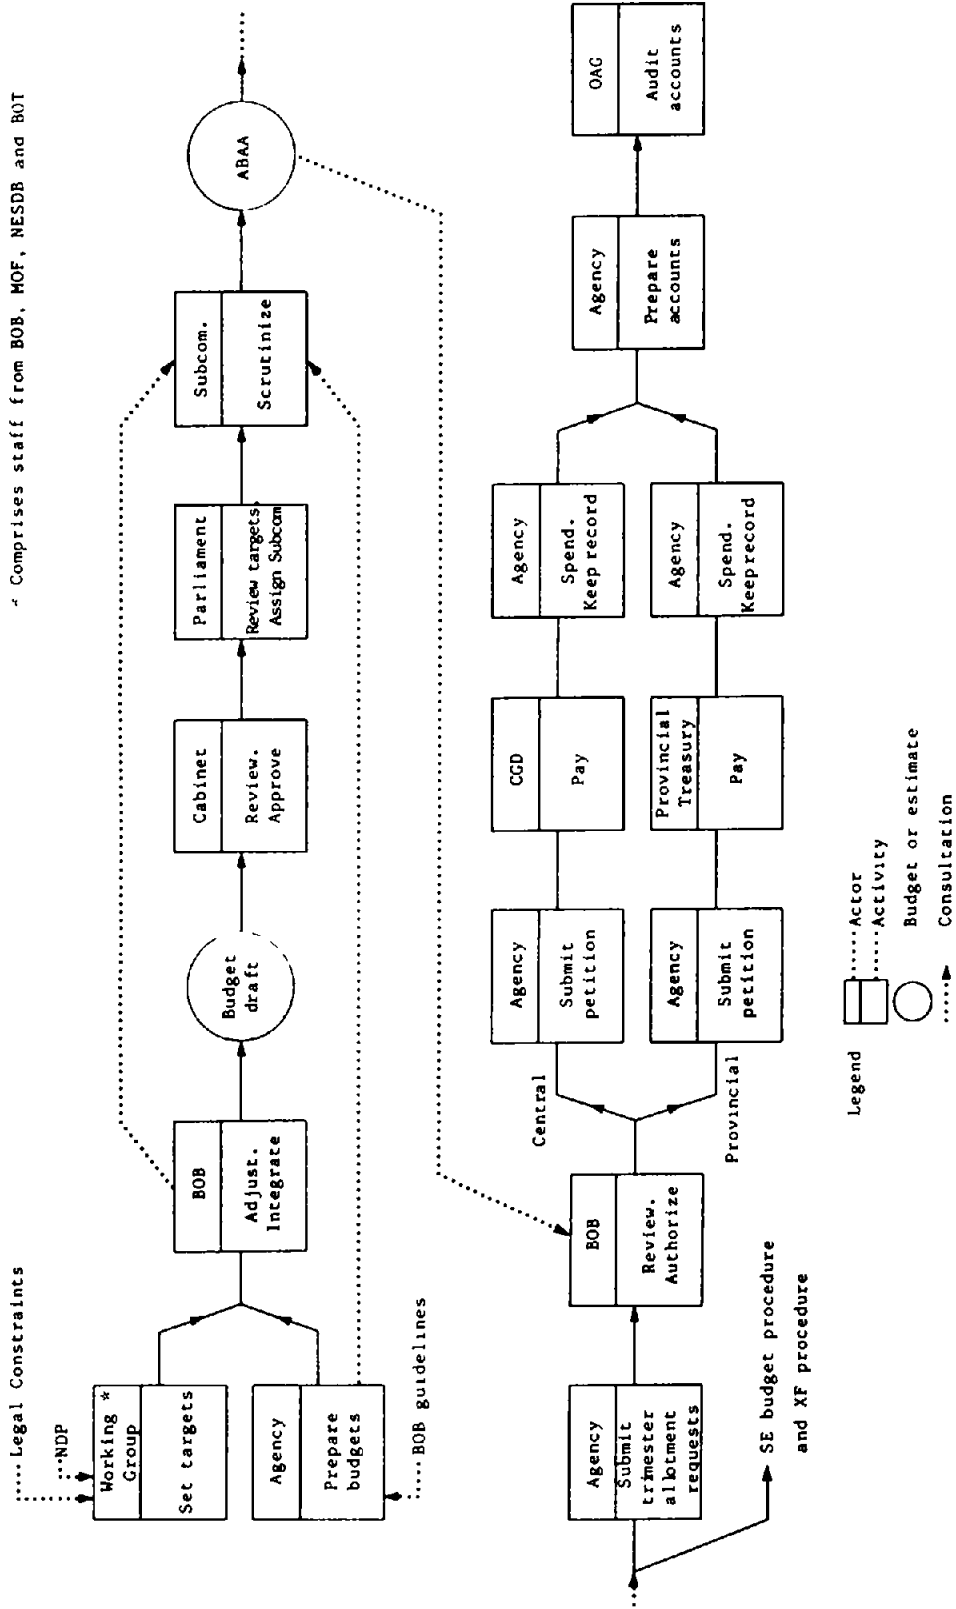 * Comprises staff from BOB, MOF, NESDB and BOT
Legal Constraints
NDP
Working *
Group
Set targets
Agency
Prepare
budgets
BOB guidelines
BOB
Adjust.
Integrate
Budget
draft
Cabinet
Review.
Approve
Parliament
Review targets.
Assign Subcom
Subcom.
Scrutinize
ABAA
Agency
Submit
trimester
allotment
requests
SE budget procedure
and XF procedure
BOB
Review.
Authorize
Central
Agency
Submit
petition
CGD
Pay
Agency
Spend.
Keep record
Provincial
Agency
Submit
petition
Provincial
Treasury
Pay
Agency
Spend.
Keep record
Agency
Prepare
accounts
OAG
Audit
accounts
Legend
Actor
Activity
Budget or estimate
Consultation